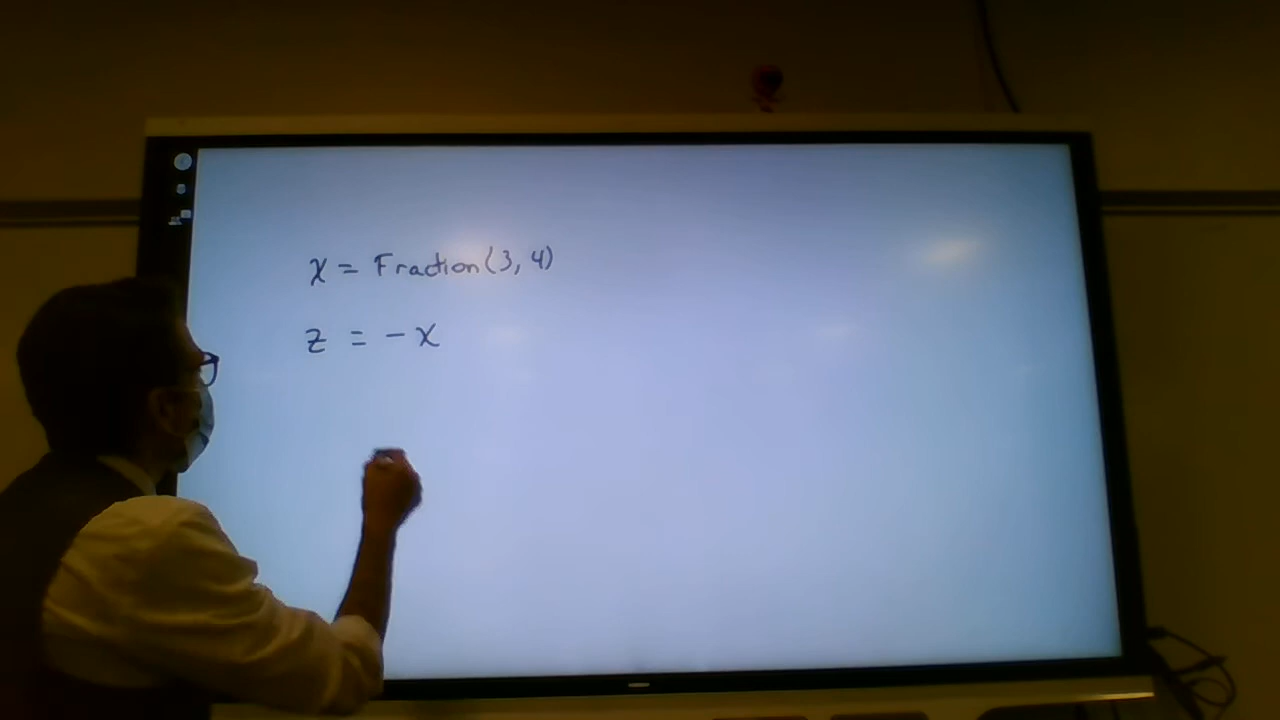 x = Fraction(3, 4)
z = -x